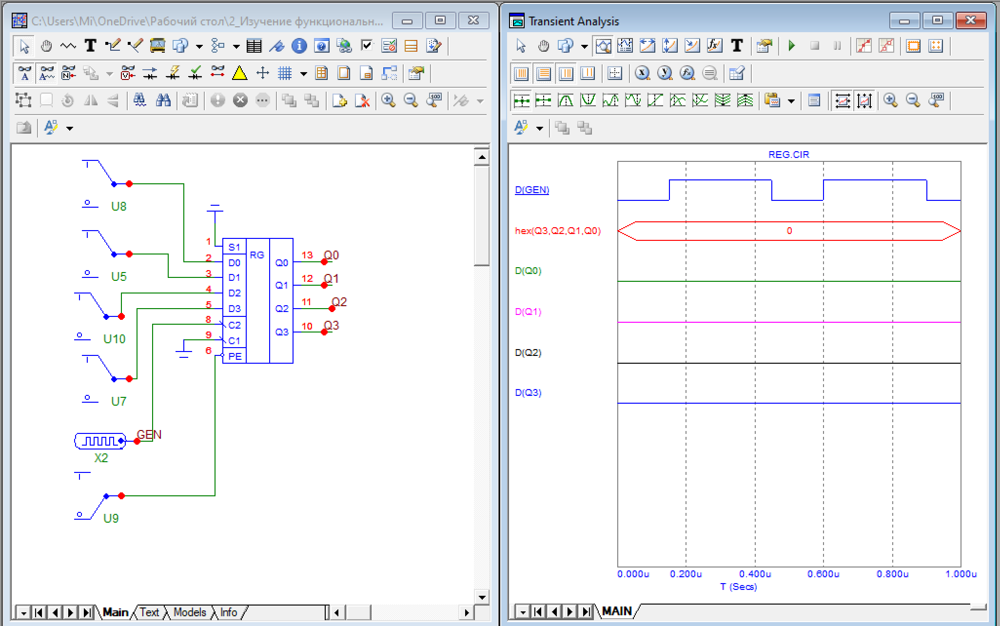 C:\Users\Mi\OneDrive\Рабочий стол\2_Изучение функциональн...
U8
U5
U10
U7
GEN
X2
U9
1
2
3
4
5
8
9
6
S1
D0
D1
D2
D3
C2
C1
PE
RG
Q0
Q1
Q2
Q3
13
12
11
10
Q0
Q1
Q2
Q3
Main
Text
Models
Info
Transient Analysis
REG.CIR
D(GEN)
hex(Q3,Q2,Q1,Q0)
0
D(Q0)
D(Q1)
D(Q2)
D(Q3)
0.000u 0.200u 0.400u 0.600u 0.800u 1.000u
T (Secs)
MAIN